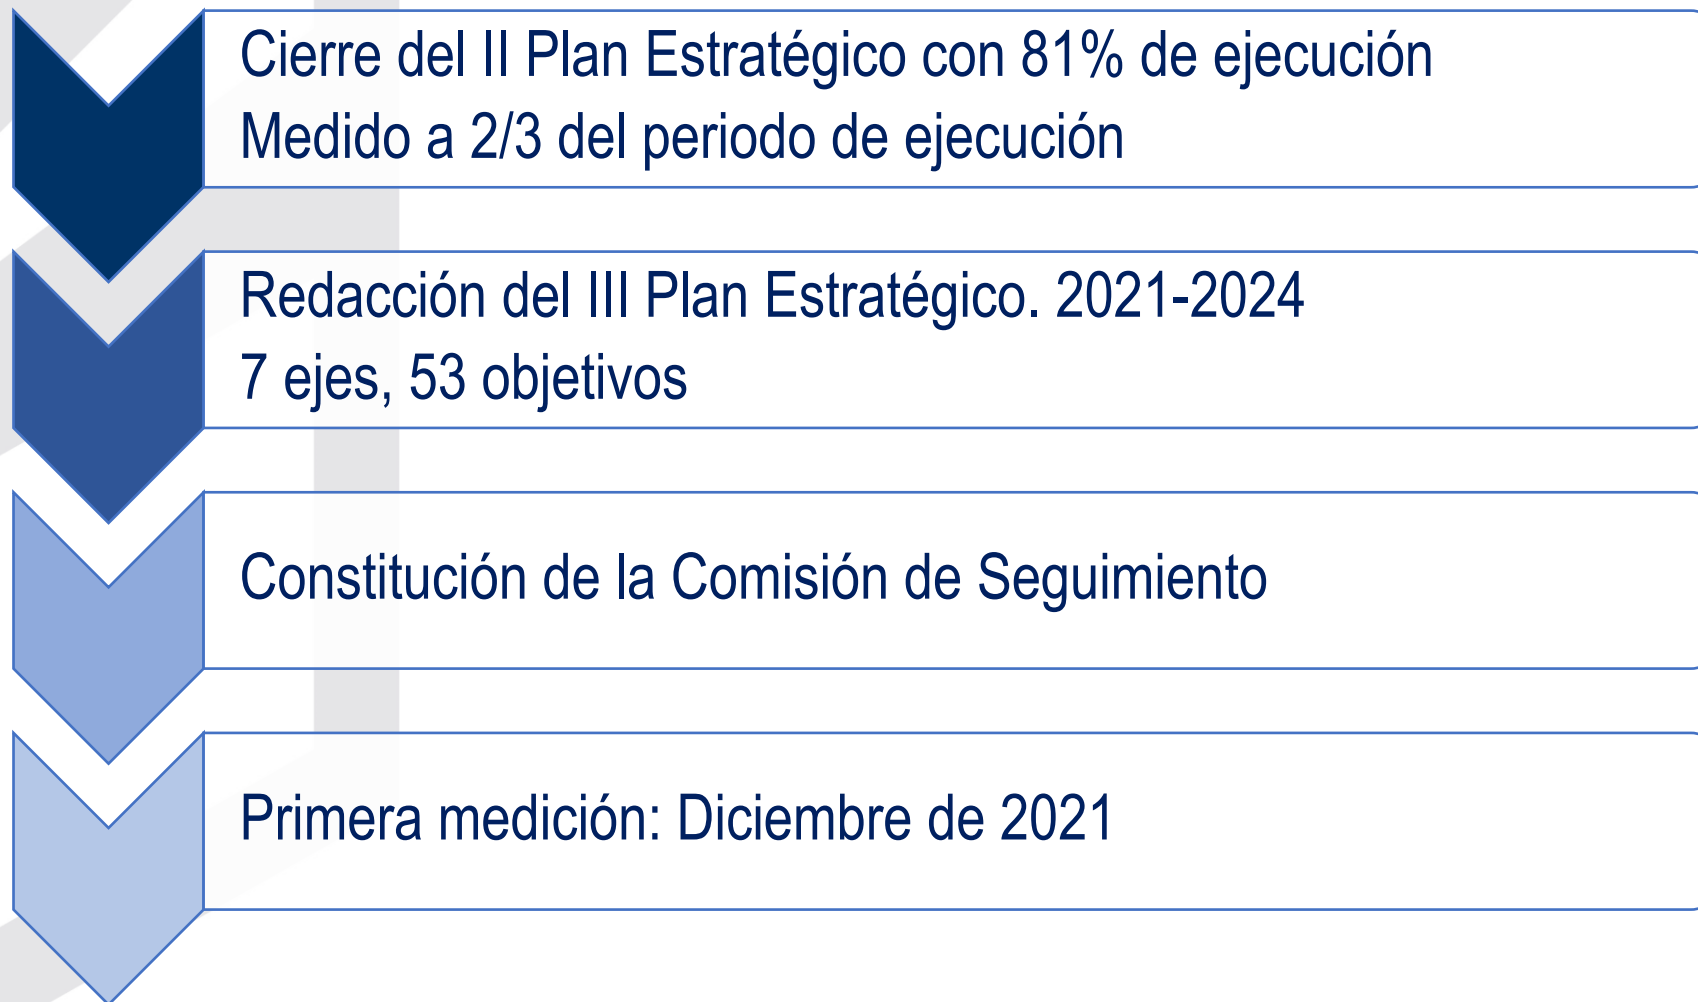 Cierre del II Plan Estratégico con 81% de ejecución
Medido a 2/3 del periodo de ejecución
Redacción del III Plan Estratégico. 2021-2024
7 ejes, 53 objetivos
Constitución de la Comisión de Seguimiento
Primera medición: Diciembre de 2021